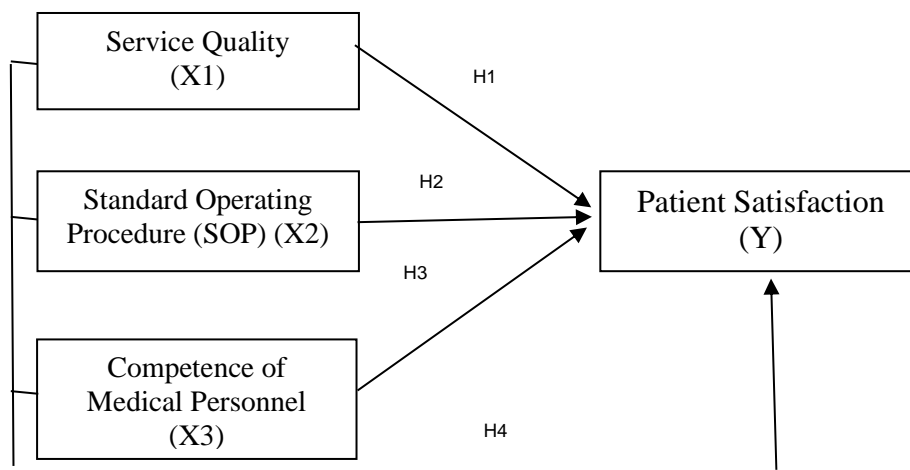 Service Quality
(X1)
H1
H2
Standard Operating
Procedure (SOP) (X2)
Patient Satisfaction
(Y)
H3
Competence of
Medical Personnel
(X3)
H4